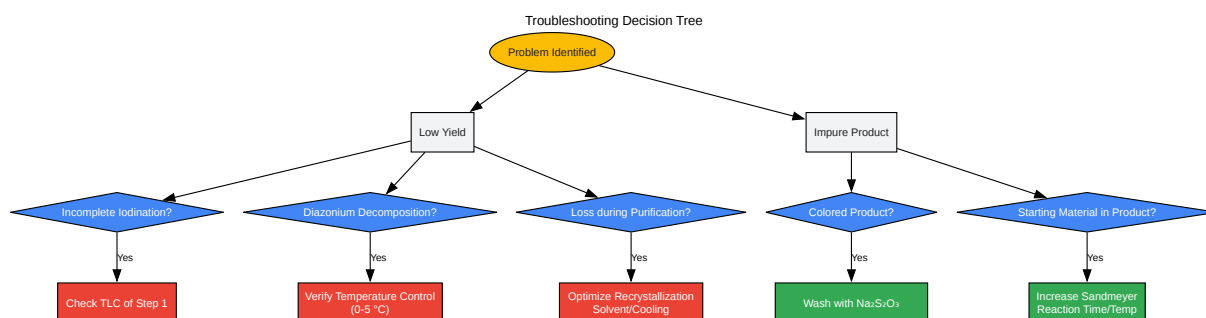 Troubleshooting Decision Tree
Problem Identified
Low Yield
Impure Product
Incomplete Iodination?
Diazonium Decomposition?
Loss during Purification?
Colored Product?
Starting Material in Product?
Yes
Yes
Yes
Yes
Yes
Check TLC of Step 1
Verify Temperature Control
(0-5 °C)
Optimize Recrystallization
Solvent/Cooling
Wash with Na₂S₂O₃
Increase Sandmeyer
Reaction Time/Temp